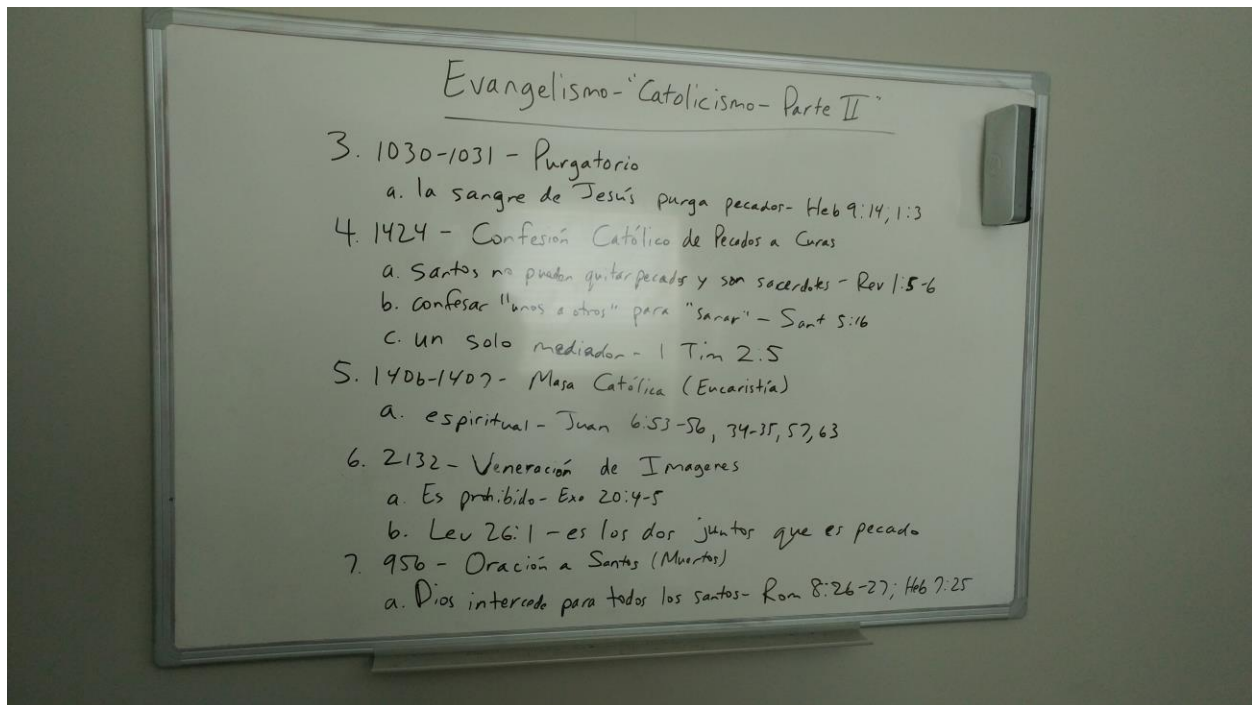 Evangelismo - "Catolicismo - Parte II"
3. 1030-1031 - Purgatorio
a. la sangre de Jesús purga pecados - Heb 9:14; 1:3
4. 1424 - Confesión Católico de Pecados a Curas
a. Santos no pueden quitar pecados y son sacerdotes - Rev 1:5-6
b. confesar "unos a otros" para "sanar" - Sant 5:16
c. un solo mediador - 1 Tim 2:5
5. 1406-1407 - Masa Católica (Eucaristía)
a. espiritual - Juan 6:53-56, 34-35, 57, 63
6. 2132 - Veneración de Imagenes
a. Es prohibido - Exo 20:4-5
b. Lev 26:1 - es los dos juntos que es pecado
7. 956 - Oración a Santos (Muertos)
a. Dios intercede para todos los santos - Rom 8:26-27; Heb 7:25